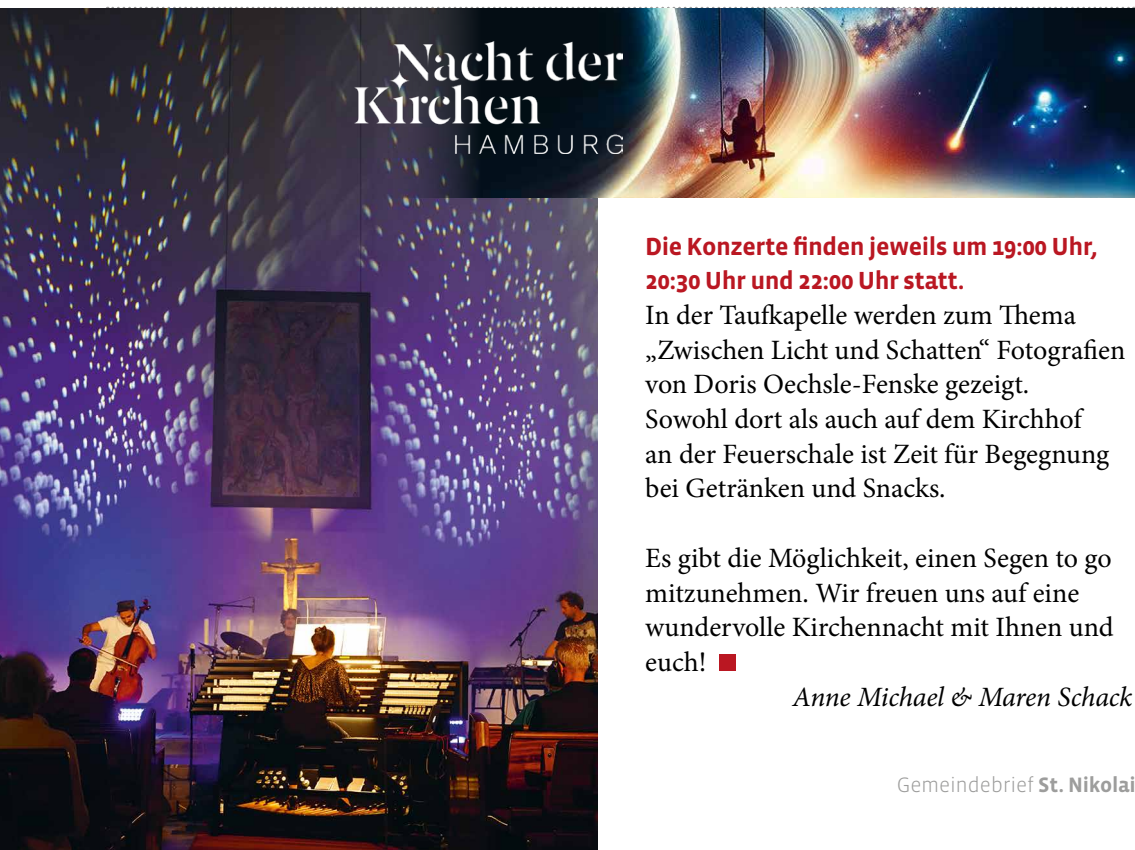 Nacht der
Kirchen
HAMBURG
Die Konzerte finden jeweils um 19:00 Uhr,
20:30 Uhr und 22:00 Uhr statt.
In der Taufkapelle werden zum Thema
„Zwischen Licht und Schatten“ Fotografien
von Doris Oechsle-Fenske gezeigt.
Sowohl dort als auch auf dem Kirchhof
an der Feuerschale ist Zeit für Begegnung
bei Getränken und Snacks.
Es gibt die Möglichkeit, einen Segen to go
mitzunehmen. Wir freuen uns auf eine
wundervolle Kirchennacht mit Ihnen und
euch!
Anne Michael & Maren Schack
Gemeindebrief St. Nikolai